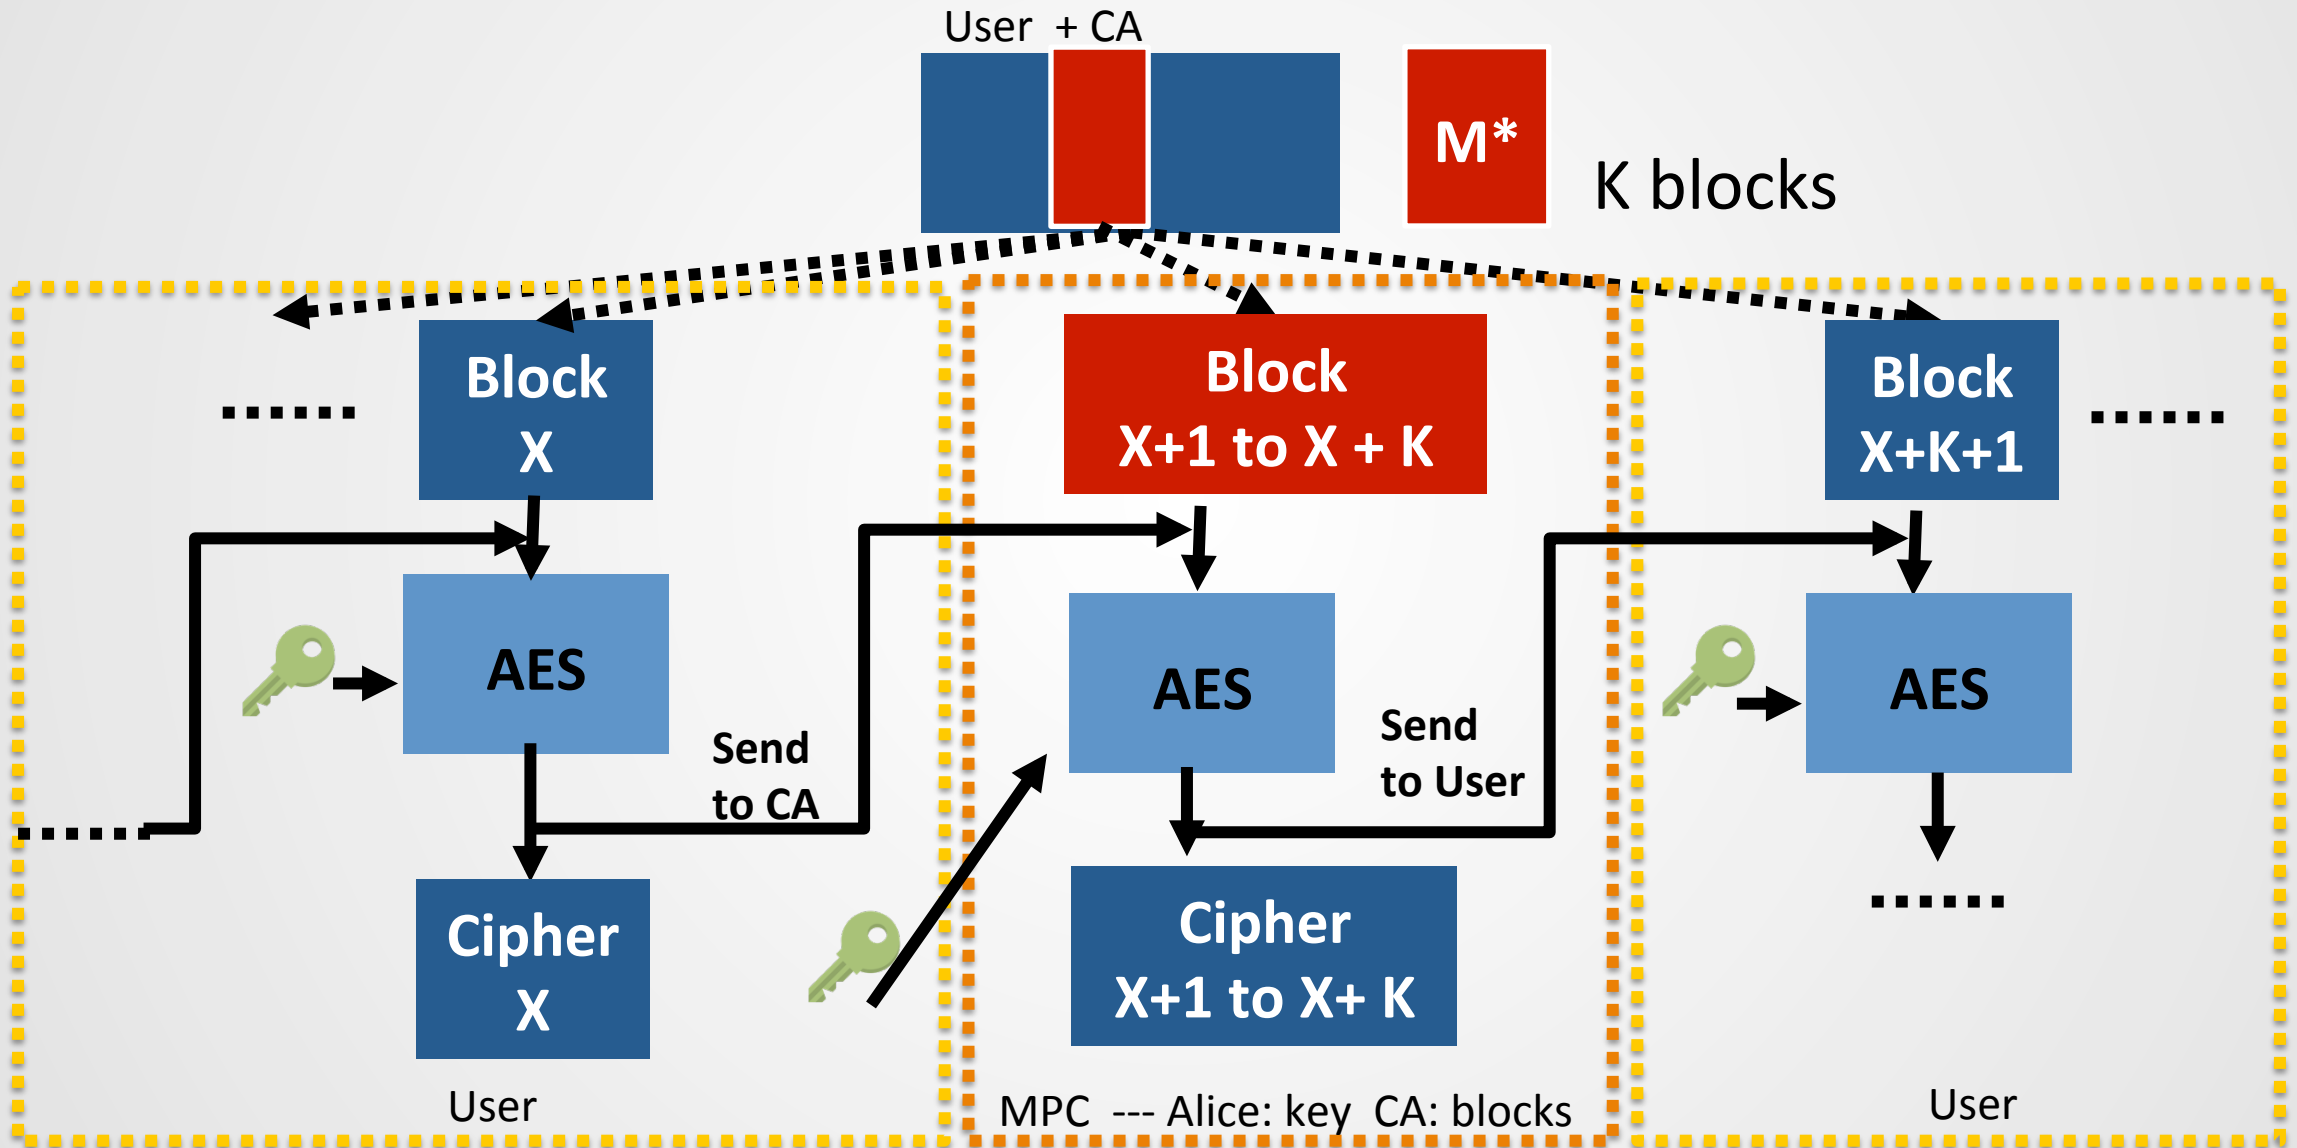 User + CA
M*
K blocks
Block
X
Block
X+1 to X + K
Block
X+K+1
AES
AES
AES
Send
to CA
Send
to User
Cipher
X
Cipher
X+1 to X+ K
User
MPC --- Alice: key CA: blocks
User